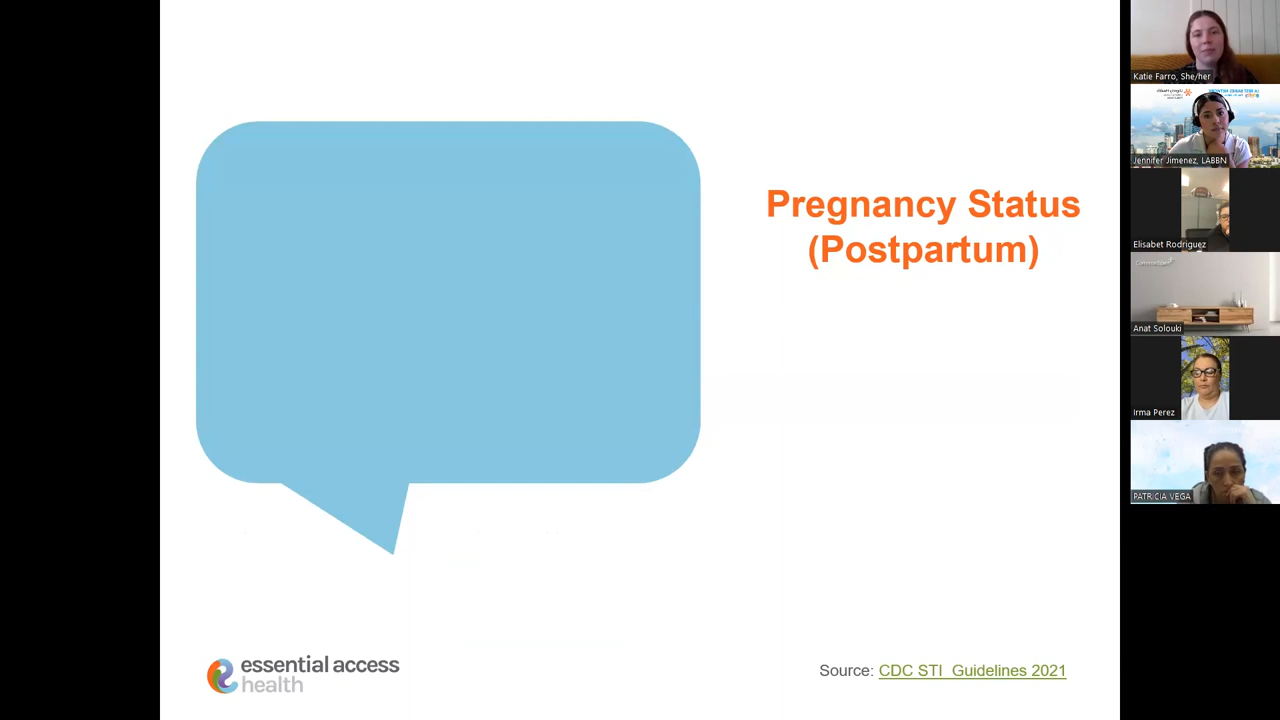 Pregnancy Status
(Postpartum)
essential access
health
Source: CDC STI Guidelines 2021
Katie Farro, She/her
Jennifer Jimenez, LABBN
Elisabet Rodriguez
Anat Solouki
Irma Perez
PATRICIA VEGA